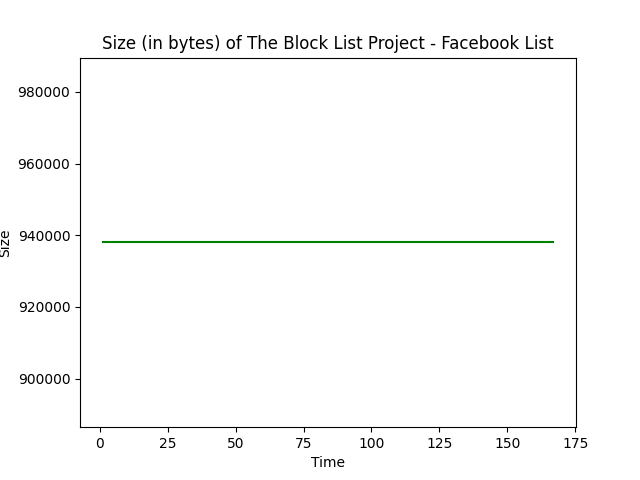 Size (in bytes) of The Block List Project - Facebook List
980000
960000
940000
920000
900000
Size
0 25 50 75 100 125 150 175
Time